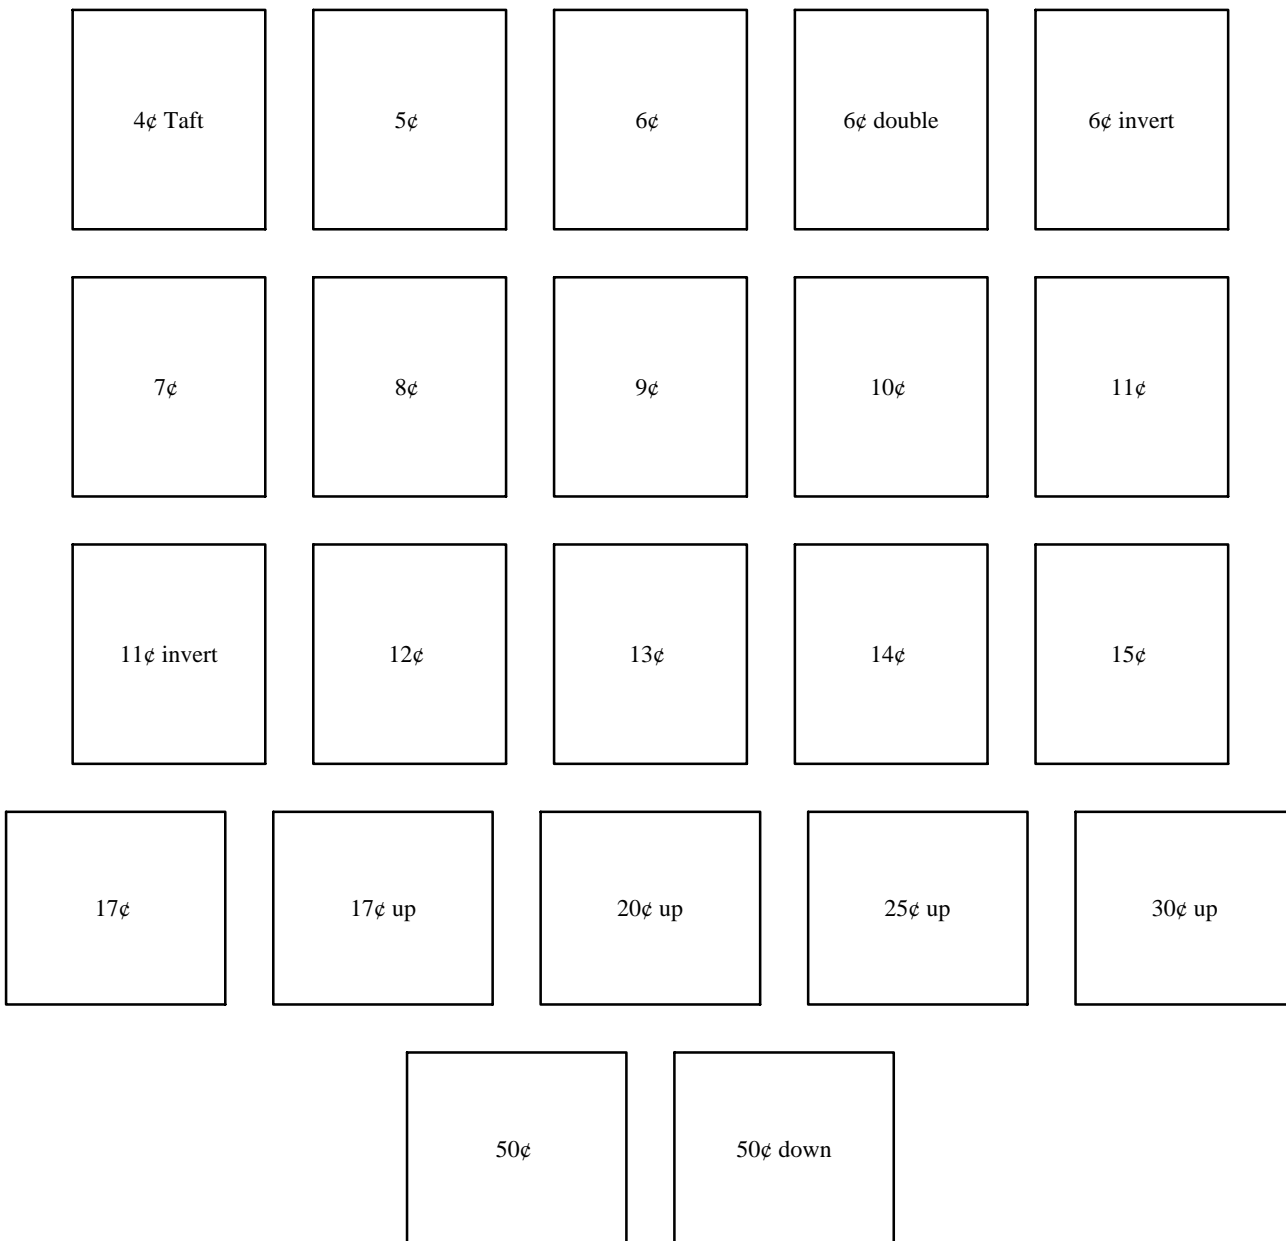 4¢ Taft
5¢
6¢
6¢ double
6¢ invert
7¢
8¢
9¢
10¢
11¢
11¢ invert
12¢
13¢
14¢
15¢
17¢
17¢ up
20¢ up
25¢ up
30¢ up
50¢
50¢ down